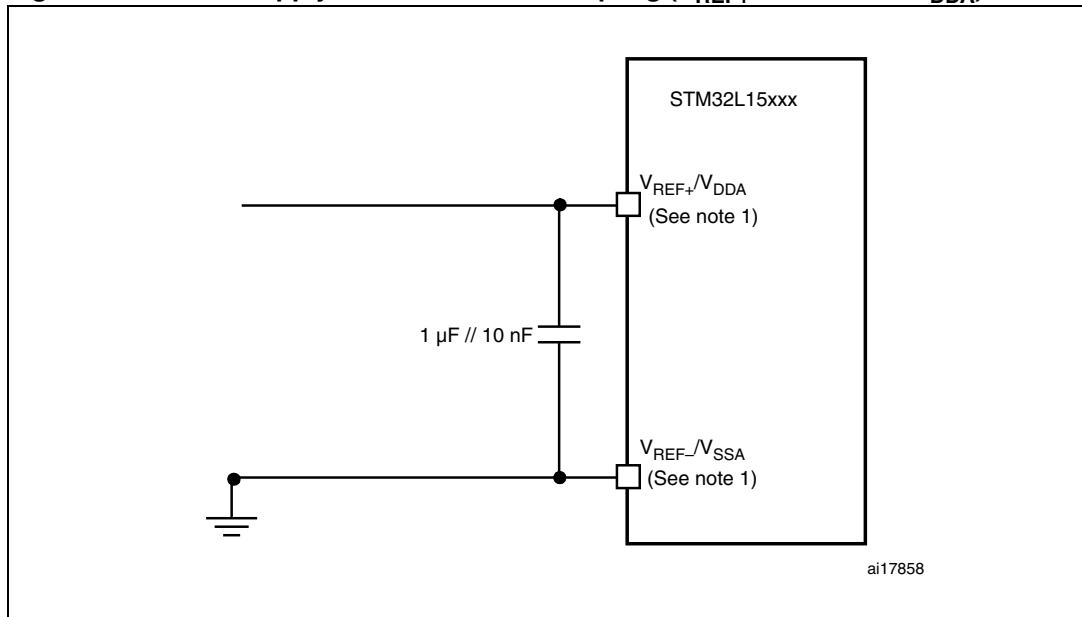 STM32L15xxx
VREF+/VDDA
(See note 1)
1 µF // 10 nF
VREF–/VSSA
(See note 1)
ai17858